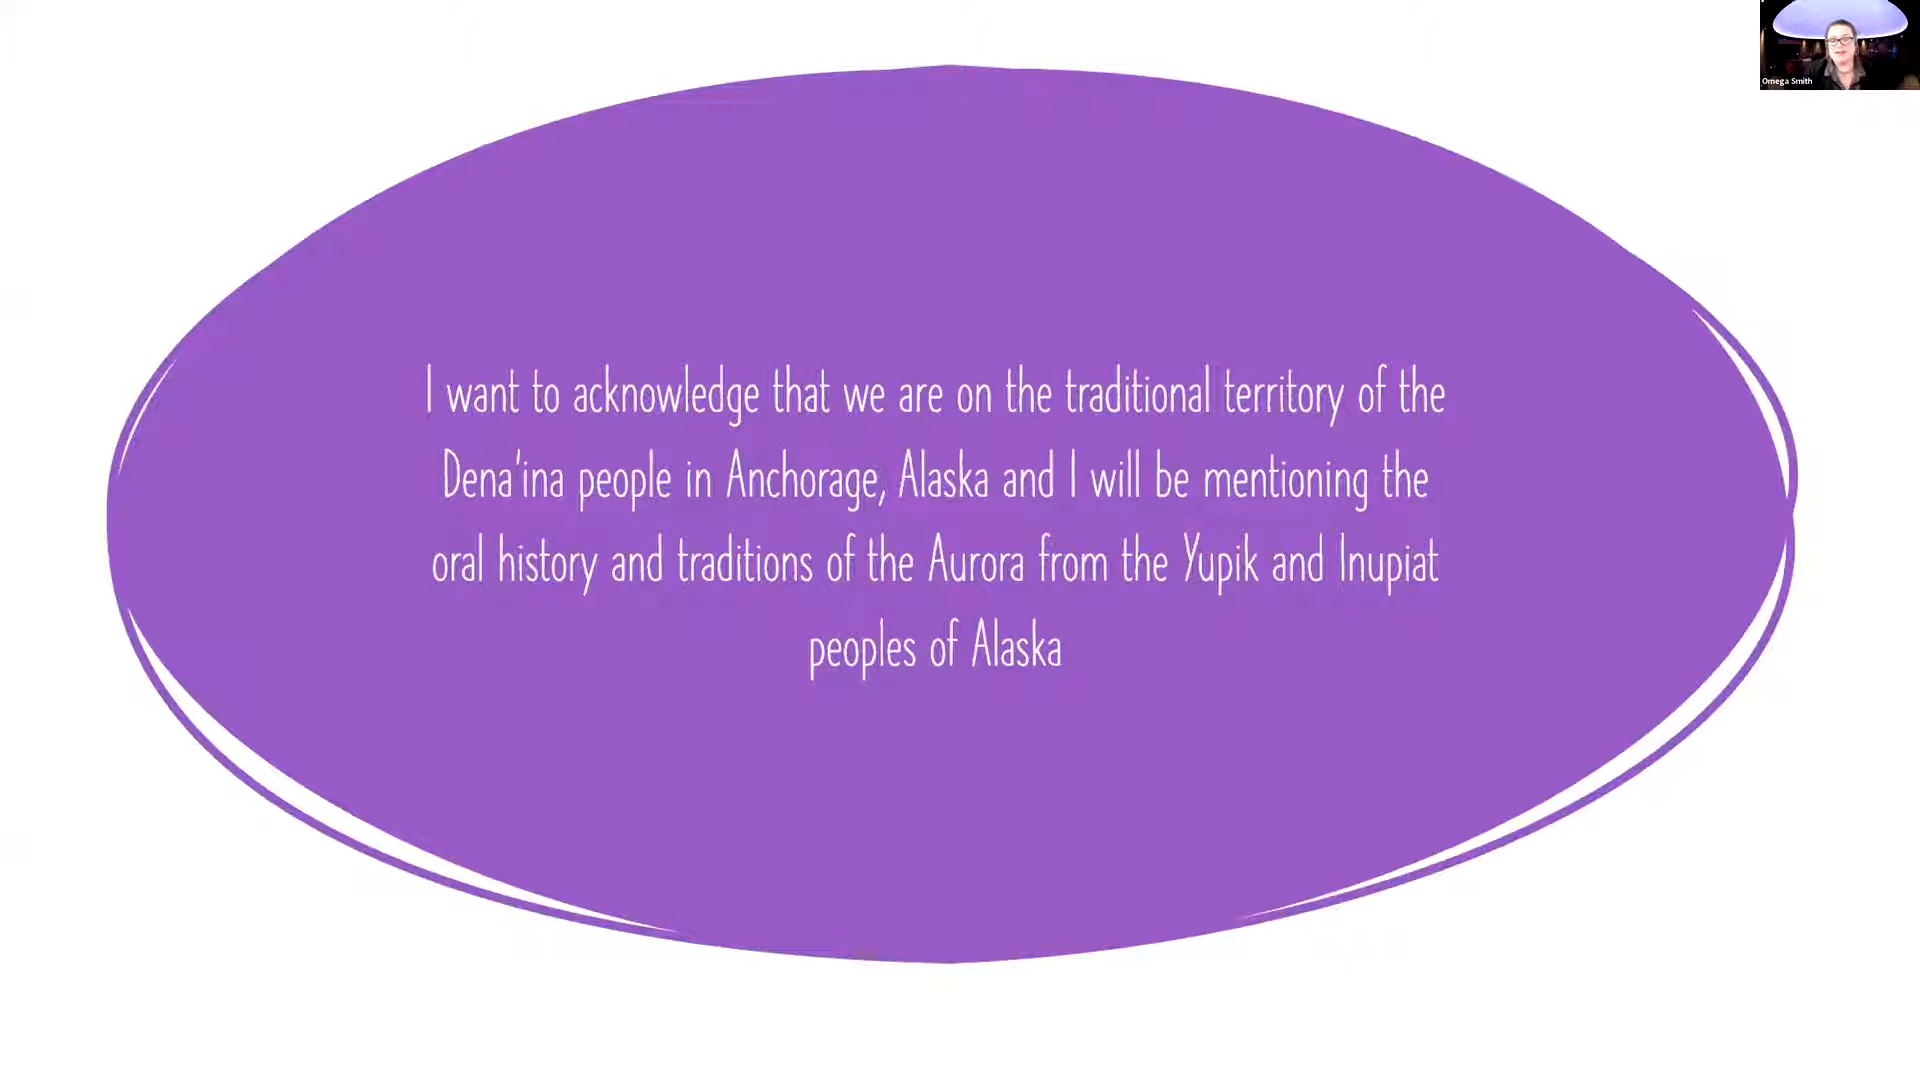 Omega Smith
I want to acknowledge that we are on the traditional territory of the
Dena'ina people in Anchorage, Alaska and I will be mentioning the
oral history and traditions of the Aurora from the Yupik and Inupiat
peoples of Alaska